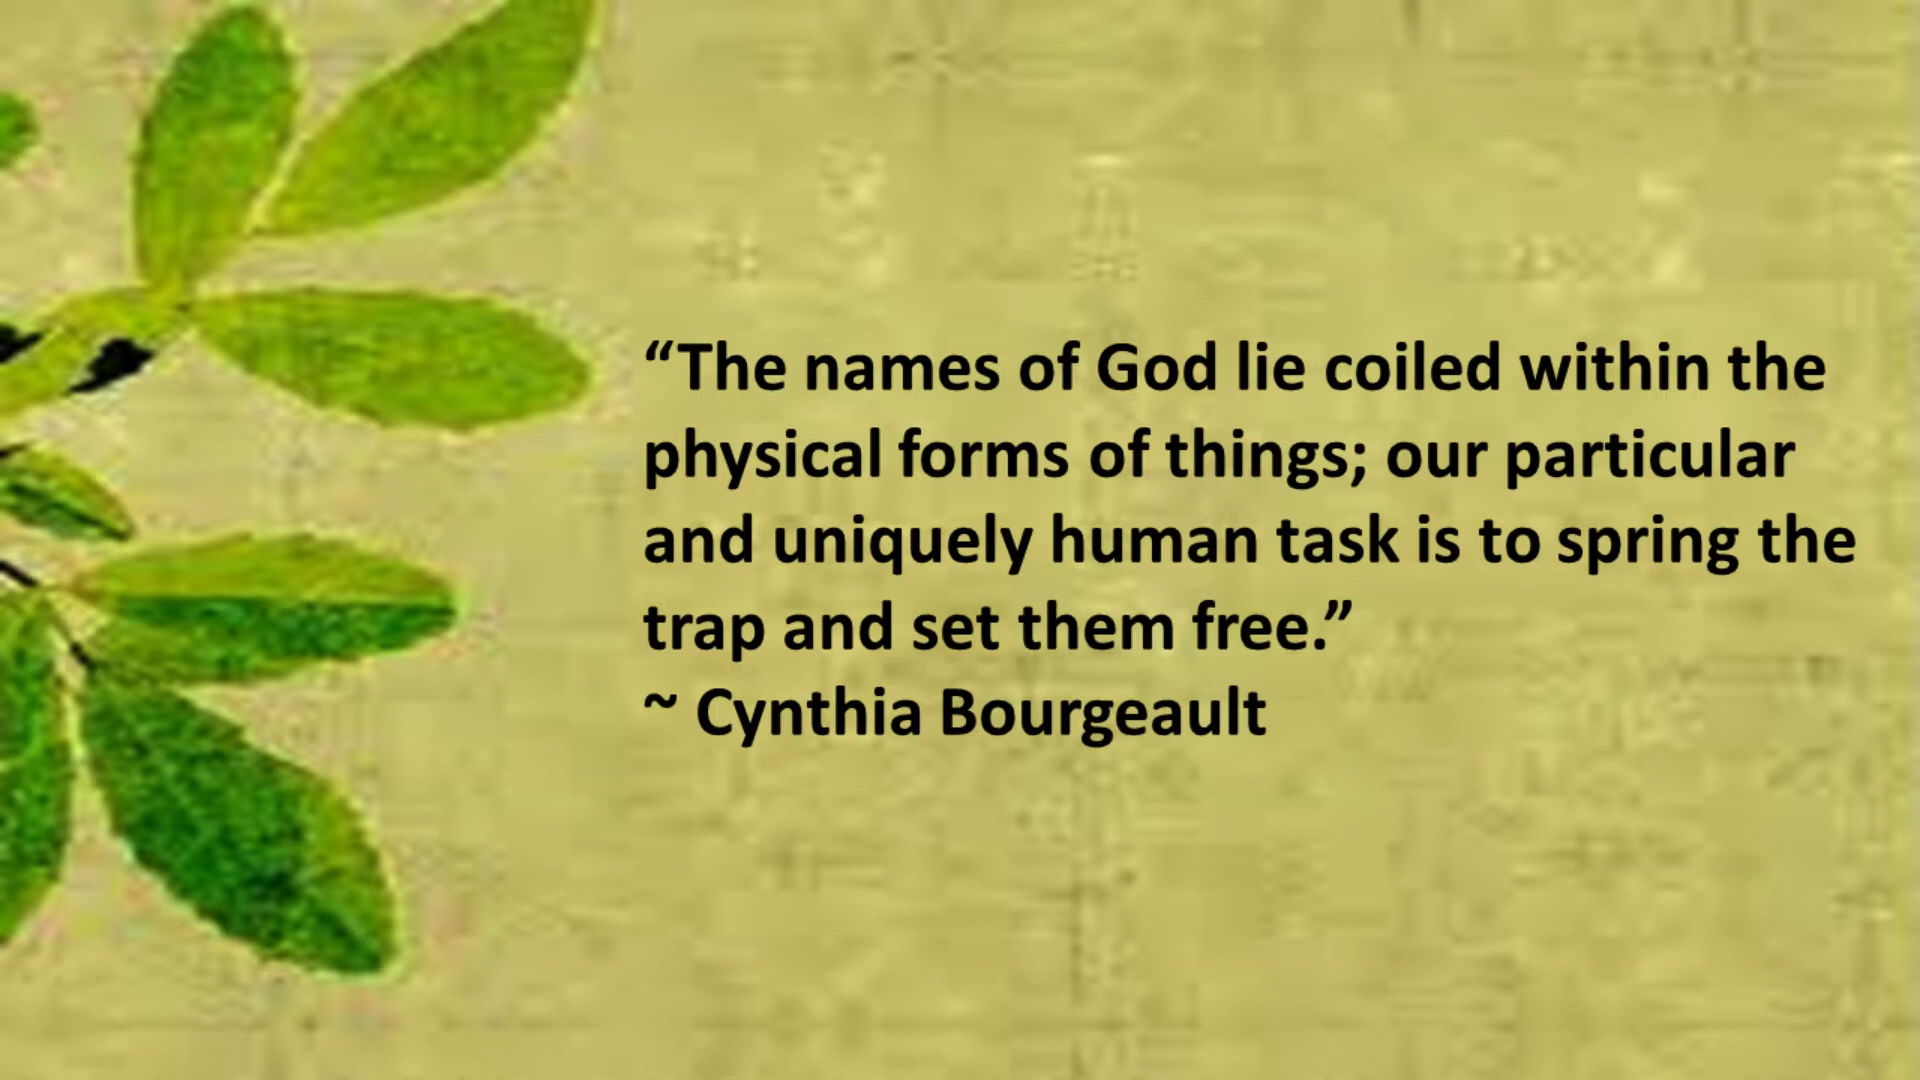 “The names of God lie coiled within the
physical forms of things; our particular
and uniquely human task is to spring the
trap and set them free.”
~ Cynthia Bourgeault